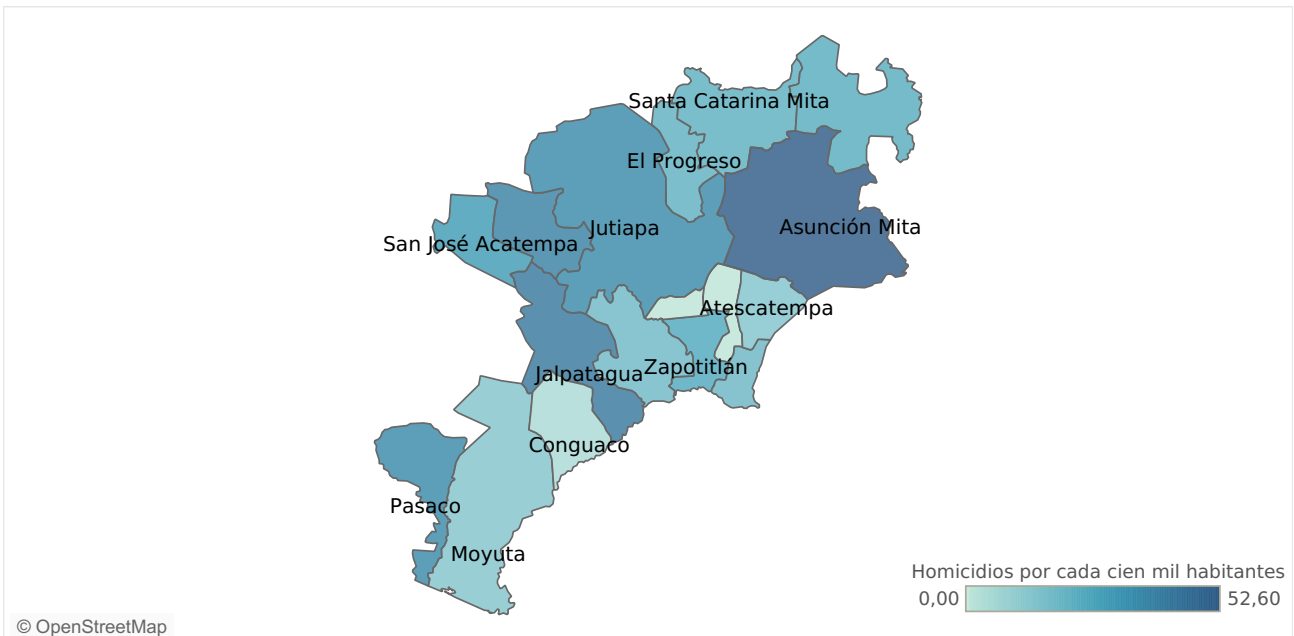 Santa Catarina Mita
El Progreso
Jutiapa
Asunción Mita
San José Acatempa
Atescatempa
Zapotitlán
Jalpatagua
Conguaco
Pasaco
Moyuta
Homicidios por cada cien mil habitantes
0,00 52,60
© OpenStreetMap